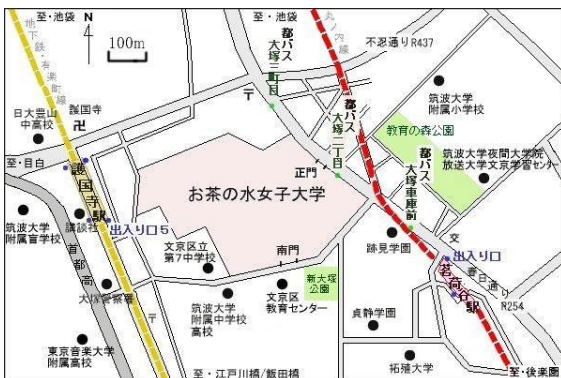 至・池袋
N
100m
地下鉄・有楽町線
至・池袋
丸ノ内線
不忍通りR437
都バス
大塚三町目
〒
護国寺
卍
日大豊山
中高校
都バス
大塚二丁目
教育の森公園
筑波大学
附属小学校
都バス
大塚車庫前
筑波大学夜間大学院
放送大学文京学習センター
至・目白
護国寺駅
正門
お茶の水女子大学
出入り口5
講談社
筑波大学
附属盲学校
首都高
文京区立
第7中学校
南門
跡見学園
交
出入り口
春日通り
R254
茗荷谷駅
新大塚
公園
大塚警察署
〒
筑波大学
附属中学校
高校
文京区
教育センター
貞静学園
東京音楽大学
附属高校
拓殖大学
至・江戸川橋/飯田橋
至・後楽園